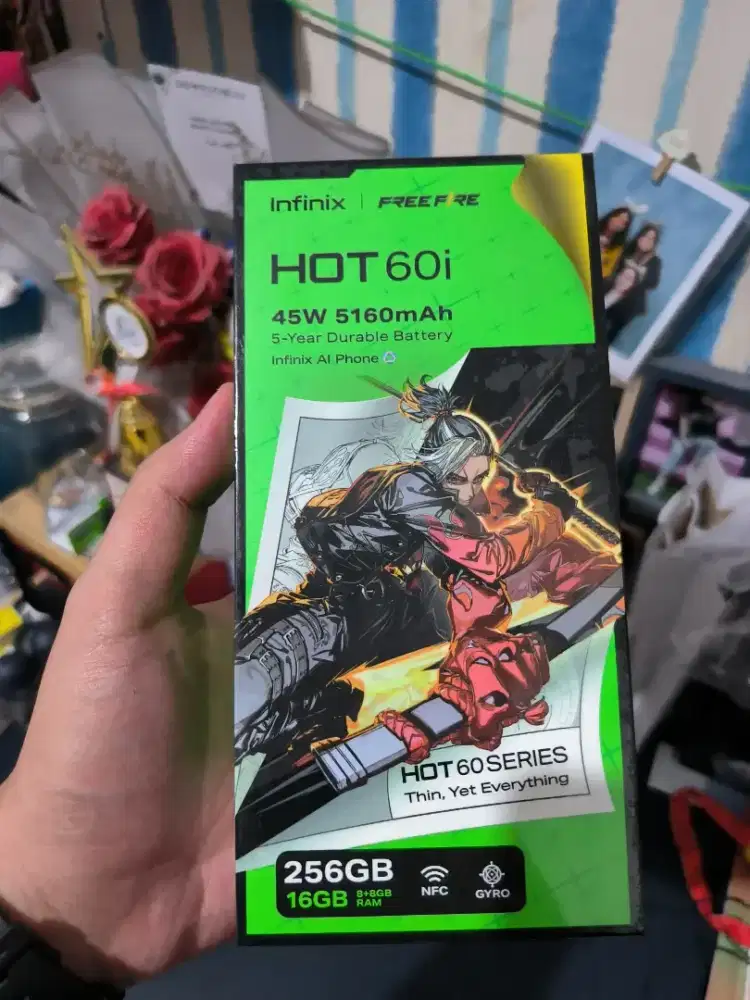 Infinix | FREE FIRE
HOT 60i
45W 5160mAh
5-Year Durable Battery
Infinix AI Phone
HOT 60 SERIES
Thin, Yet Everything
256GB
16GB 8+8GB RAM
NFC
GYRO